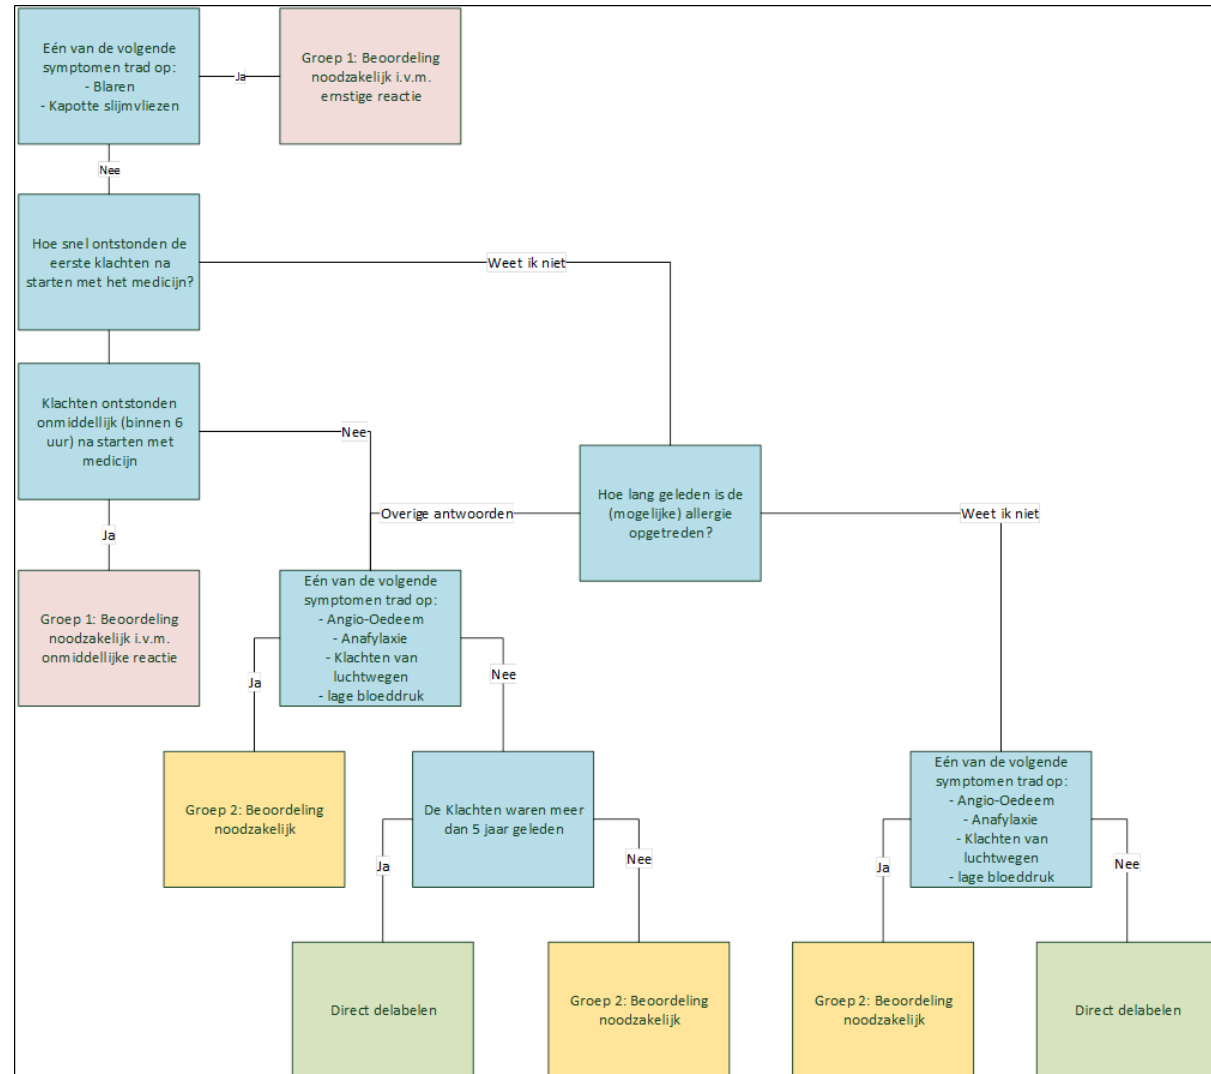 Eén van de volgende
symptomen trad op:
- Blaren
- Kapotte slijmvliezen
Ja
Groep 1: Beoordeling
noodzakelijk i.v.m.
ernstige reactie
Nee
Hoe snel ontstonden de
eerste klachten na
starten met het medicijn?
Weet ik niet
Klachten ontstonden
onmiddellijk (binnen 6
uur) na starten met
medicijn
Nee
Hoe lang geleden is de
(mogelijke) allergie
opgetreden?
Overige antwoorden
Weet ik niet
Ja
Groep 1: Beoordeling
noodzakelijk i.v.m.
onmiddellijke reactie
Eén van de volgende
symptomen trad op:
- Angio-Oedeem
- Anafylaxie
- Klachten van
luchtwegen
- lage bloeddruk
Ja
Nee
Groep 2: Beoordeling
noodzakelijk
De Klachten waren meer
dan 5 jaar geleden
Eén van de volgende
symptomen trad op:
- Angio-Oedeem
- Anafylaxie
- Klachten van
luchtwegen
- lage bloeddruk
Ja
Nee
Ja
Nee
Direct delabelen
Groep 2: Beoordeling
noodzakelijk
Groep 2: Beoordeling
noodzakelijk
Direct delabelen